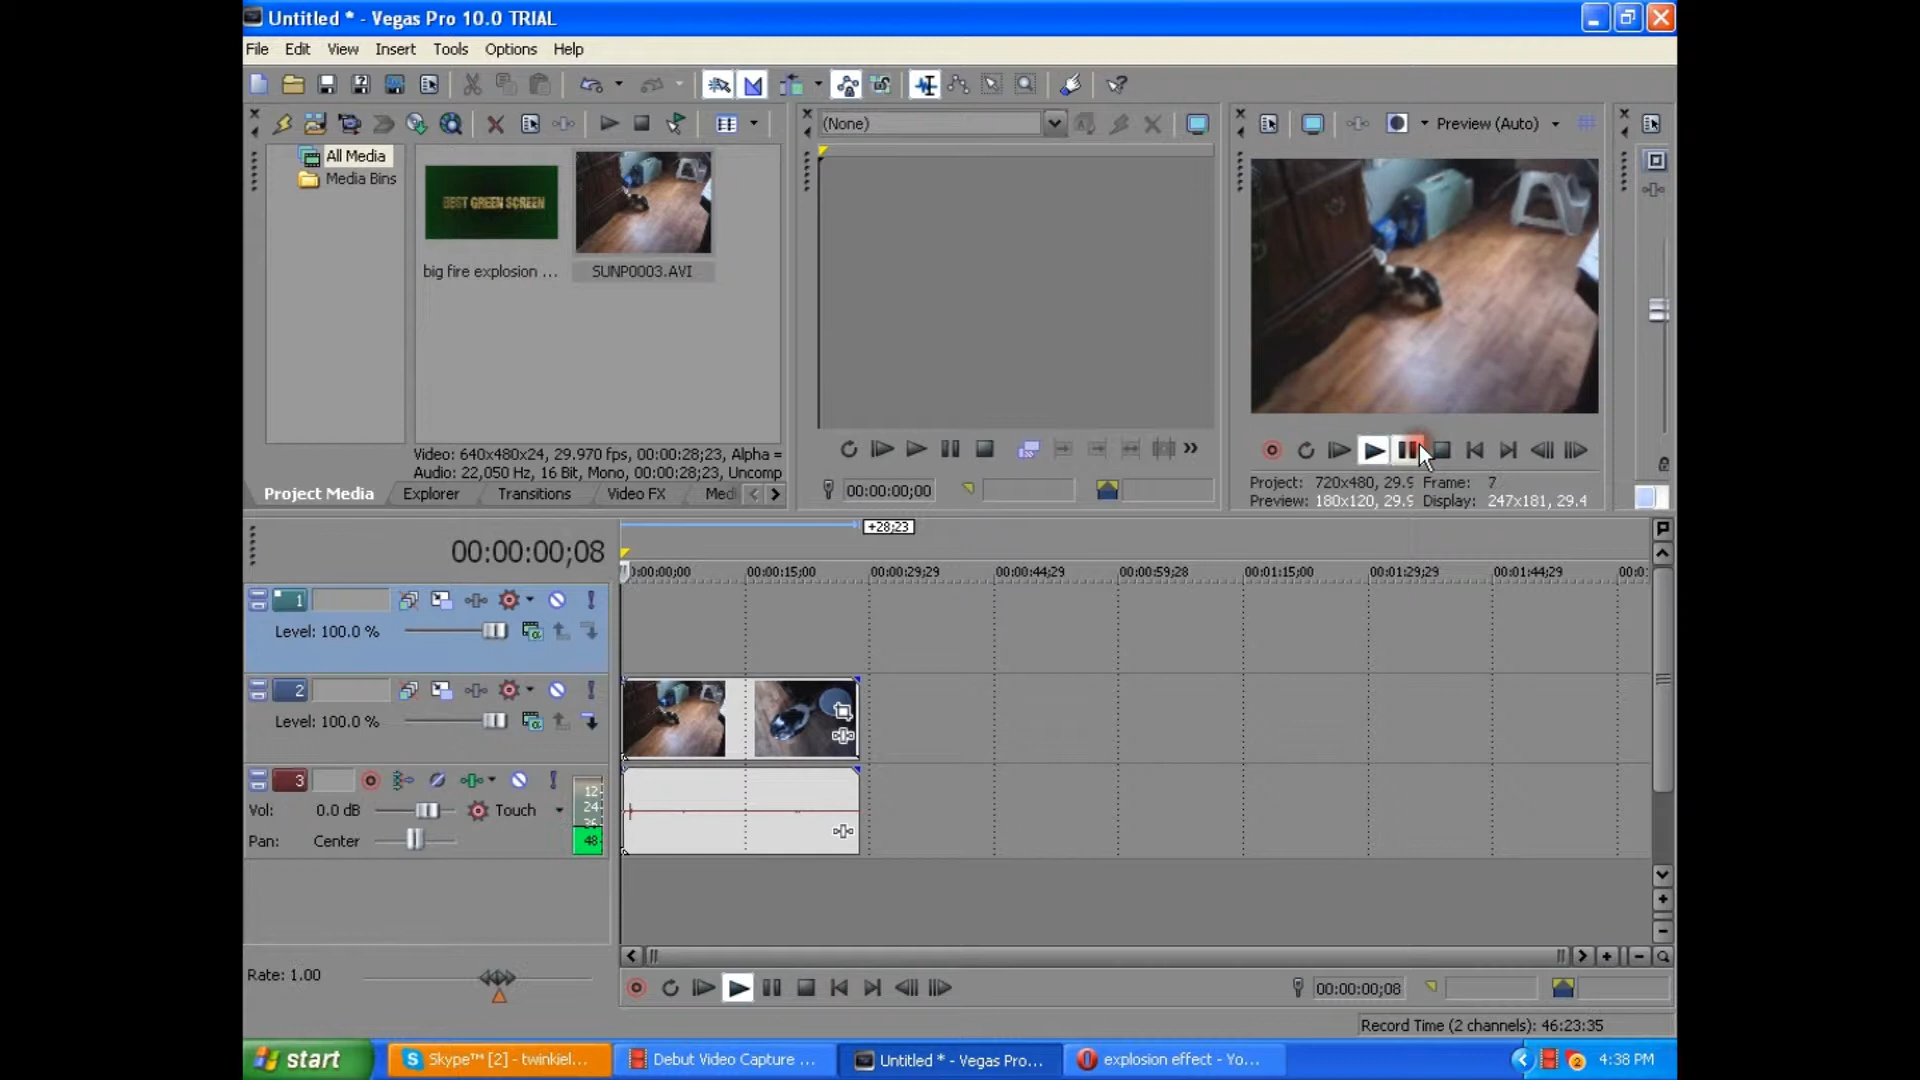 Untitled * - Vegas Pro 10.0 TRIAL
File Edit View Insert Tools Options Help
(None)
Preview (Auto)
All Media
Media Bins
BEST GREEN SCREEN
big fire explosion ...
SUNP0003.AVI
Video: 640x480x24, 29.970 fps, 00:00:28;23, Alpha =
Audio: 22,050 Hz, 16 Bit, Mono, 00:00:28;23, Uncomp
Project Media Explorer Transitions Video FX Medi
00:00:00;00
Project: 720x480, 29.9 Frame: 7
Preview: 180x120, 29.9 Display: 247x181, 29.4
+28;23
00:00:00;08
):00:00;00 00:00:15;00 00:00:29;29 00:00:44;29 00:00:59;28 00:01:15;00 00:01:29;29 00:01:44;29 00:0
1
Level: 100.0 %
2
Level: 100.0 %
3
Vol: 0.0 dB Touch
Pan: Center
12
24
36
48
Rate: 1.00
00:00:00;08
Record Time (2 channels): 46:23:35
start
Skype™ [2] - twinkiel...
Debut Video Capture ...
Untitled * - Vegas Pro...
explosion effect - Yo...
2
4:38 PM